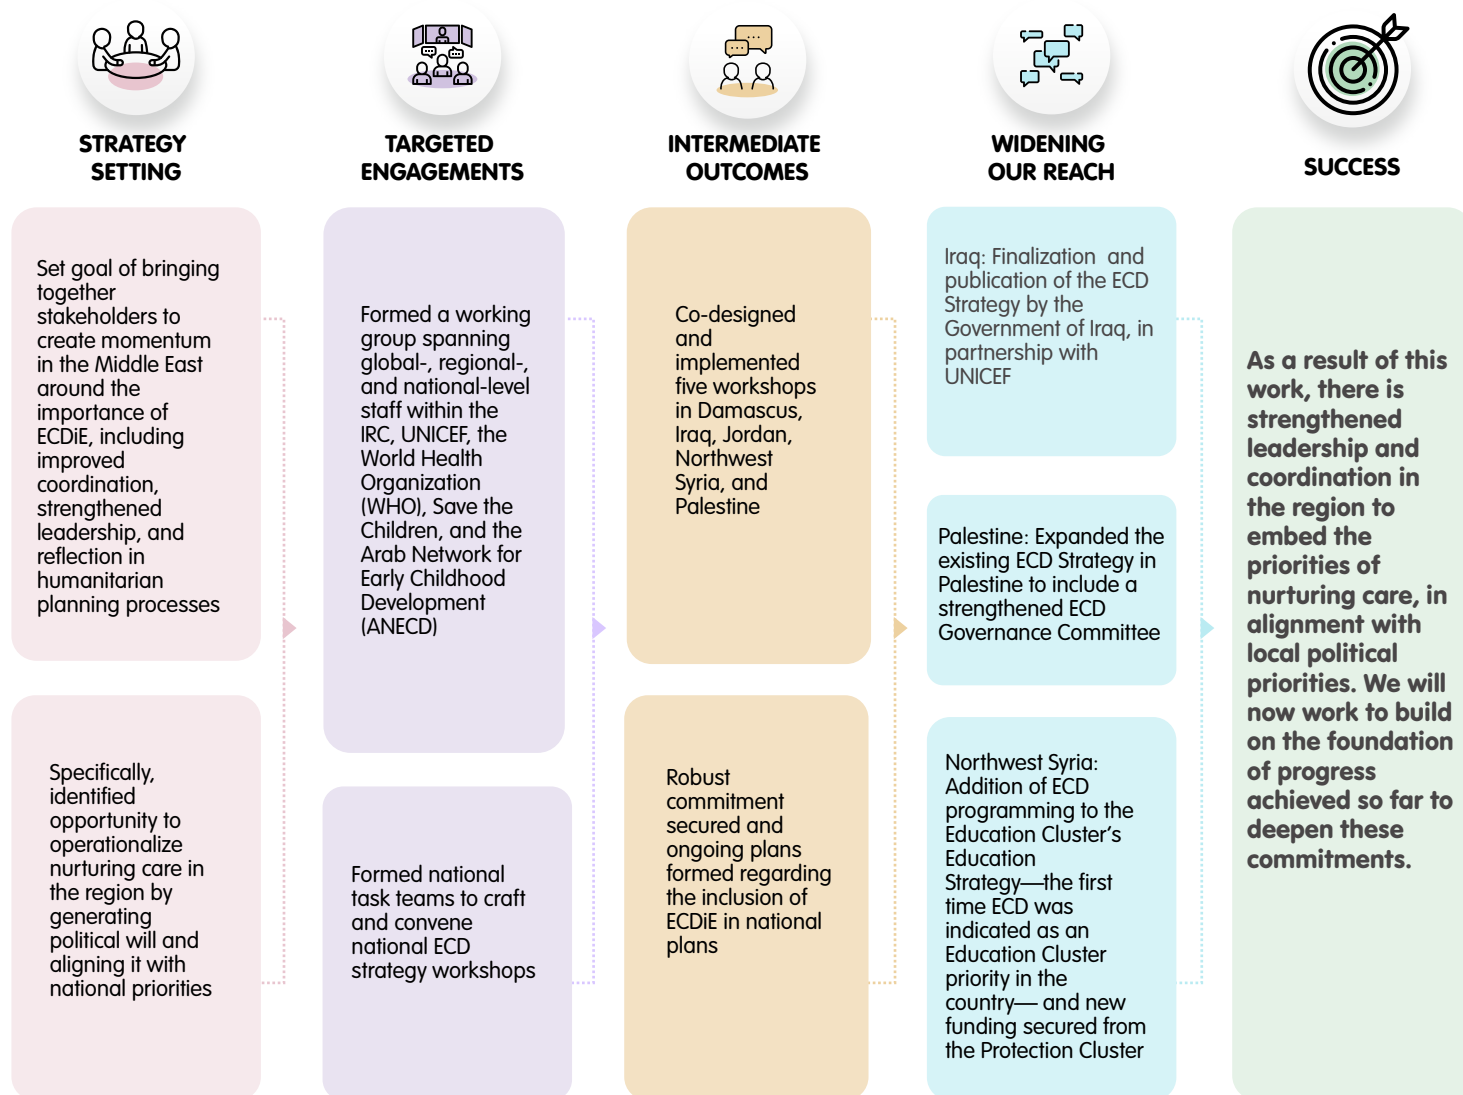 STRATEGY
SETTING
Set goal of bringing
together
stakeholders to
create momentum
in the Middle East
around the
importance of
ECDiE, including
improved
coordination,
strengthened
leadership, and
reflection in
humanitarian
planning processes
Specifically,
identified
opportunity to
operationalize
nurturing care in
the region by
generating
political will and
aligning it with
national priorities
TARGETED
ENGAGEMENTS
Formed a working
group spanning
global-, regional-,
and national-level
staff within the
IRC, UNICEF, the
World Health
Organization
(WHO), Save the
Children, and the
Arab Network for
Early Childhood
Development
(ANECD)
Formed national
task teams to craft
and convene
national ECD
strategy workshops
INTERMEDIATE
OUTCOMES
Co-designed
and
implemented
five workshops
in Damascus,
Iraq, Jordan,
Northwest
Syria, and
Palestine
Robust
commitment
secured and
ongoing plans
formed regarding
the inclusion of
ECDiE in national
plans
WIDENING
OUR REACH
Iraq: Finalization and
publication of the ECD
Strategy by the
Government of Iraq, in
partnership with
UNICEF
Palestine: Expanded the
existing ECD Strategy in
Palestine to include a
strengthened ECD
Governance Committee
Northwest Syria:
Addition of ECD
programming to the
Education Cluster’s
Education
Strategy—the first
time ECD was
indicated as an
Education Cluster
priority in the
country— and new
funding secured from
the Protection Cluster
SUCCESS
As a result of this
work, there is
strengthened
leadership and
coordination in
the region to
embed the
priorities of
nurturing care, in
alignment with
local political
priorities. We will
now work to build
on the foundation
of progress
achieved so far to
deepen these
commitments.